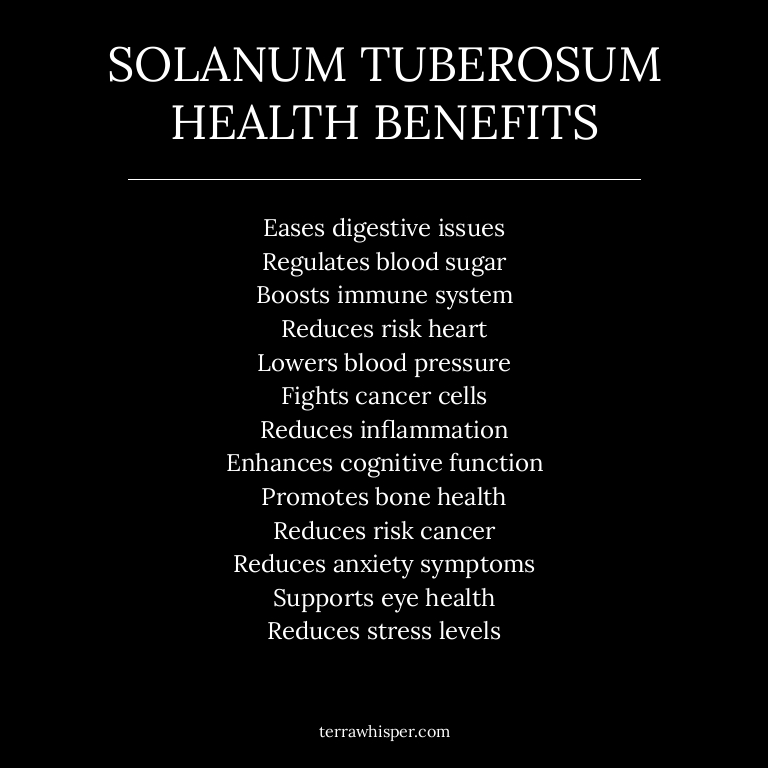 SOLANUM TUBEROSUM
HEALTH BENEFITS
Eases digestive issues
Regulates blood sugar
Boosts immune system
Reduces risk heart
Lowers blood pressure
Fights cancer cells
Reduces inflammation
Enhances cognitive function
Promotes bone health
Reduces risk cancer
Reduces anxiety symptoms
Supports eye health
Reduces stress levels
terrawhisper.com